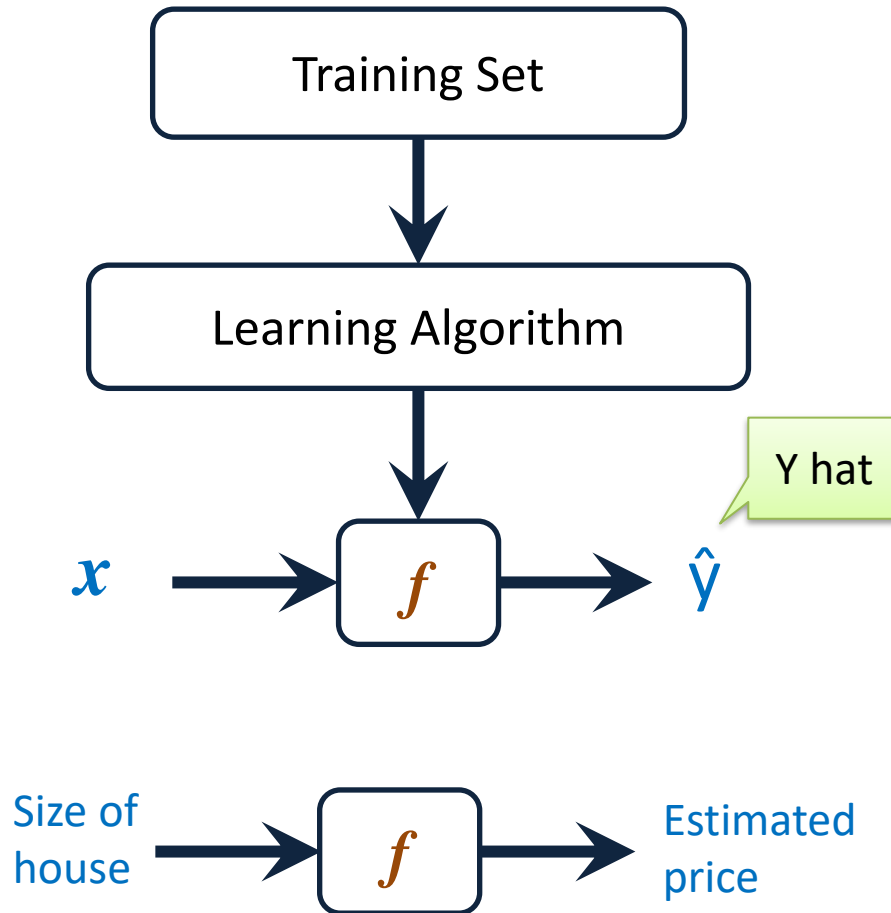 Training Set
Learning Algorithm
Y hat
x
f
ŷ
Size of
house
f
Estimated
price